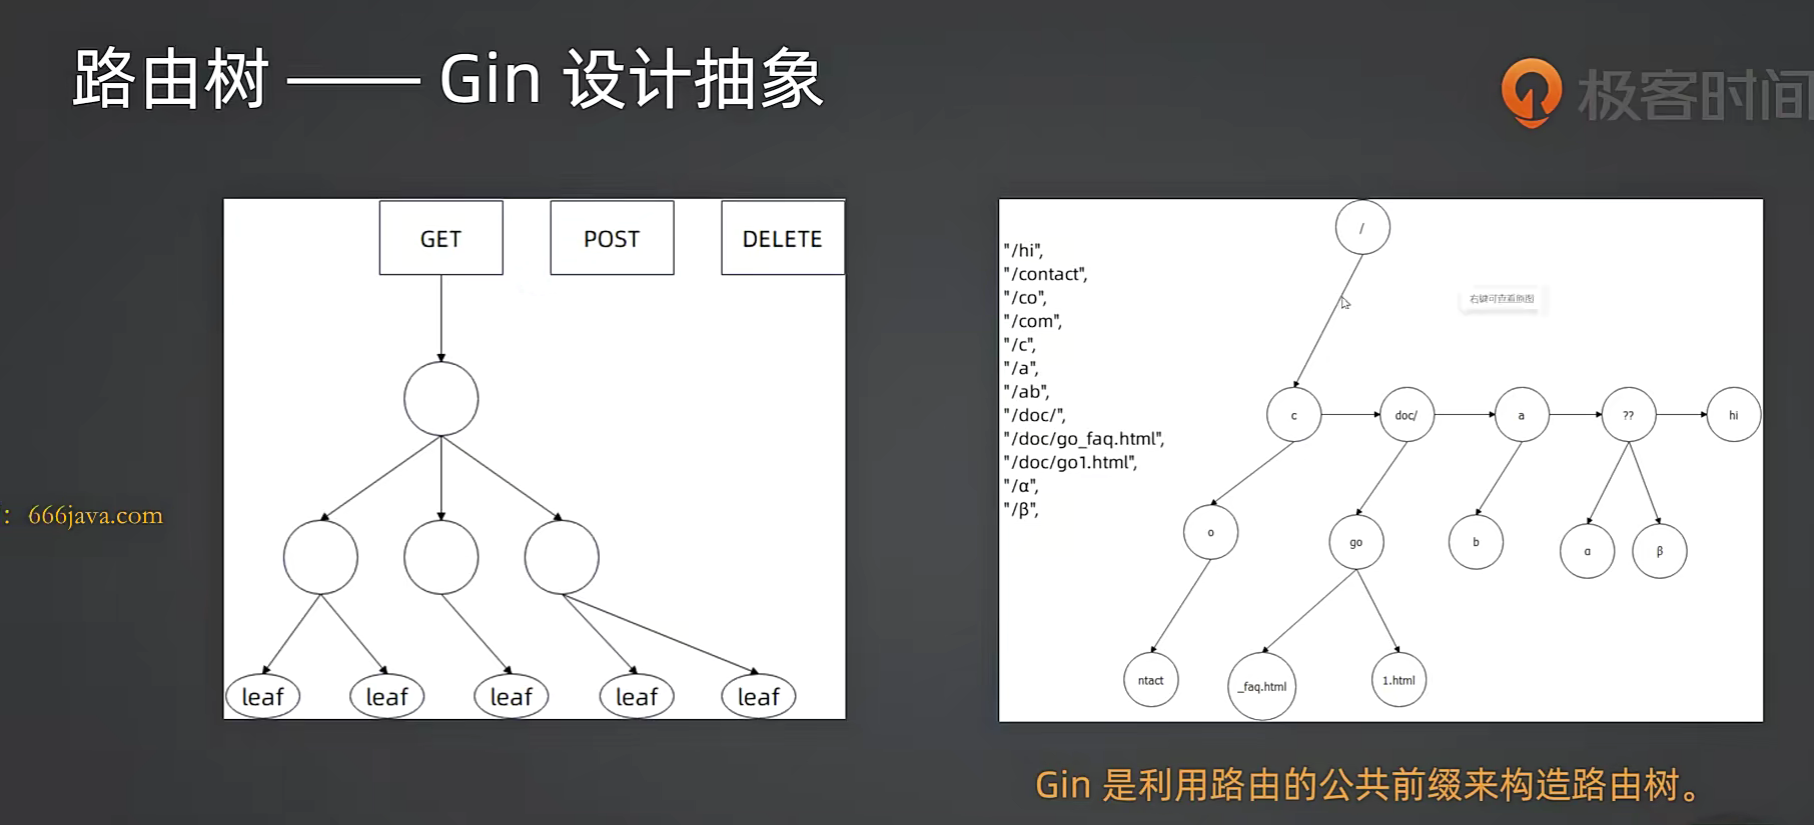 路由树 —— Gin 设计抽象
极客时间
GET
POST
DELETE
leaf
leaf
leaf
leaf
leaf
: 666java.com
"/hi",
"/contact",
"/co",
"/com",
"/c",
"/a",
"/ab",
"/doc/",
"/doc/go_faq.html",
"/doc/go1.html",
"/α",
"/β",
/
右键可查看原图
c
doc/
a
??
hi
o
go
b
α
β
ntact
_faq.html
1.html
Gin 是利用路由的公共前缀来构造路由树。